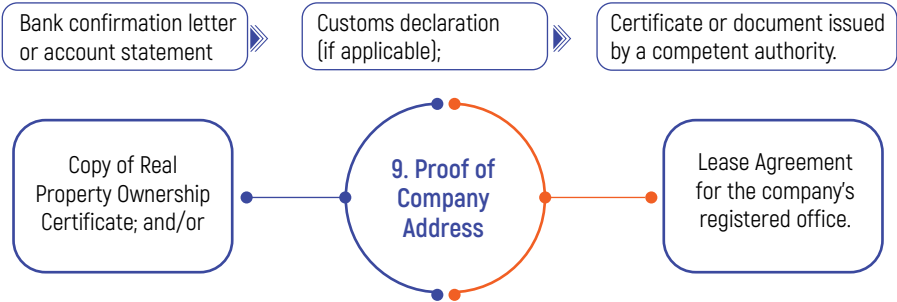 Bank confirmation letter
or account statement
Customs declaration
(if applicable);
Certificate or document issued
by a competent authority.
Copy of Real
Property Ownership
Certificate; and/or
9. Proof of
Company
Address
Lease Agreement
for the company's
registered office.